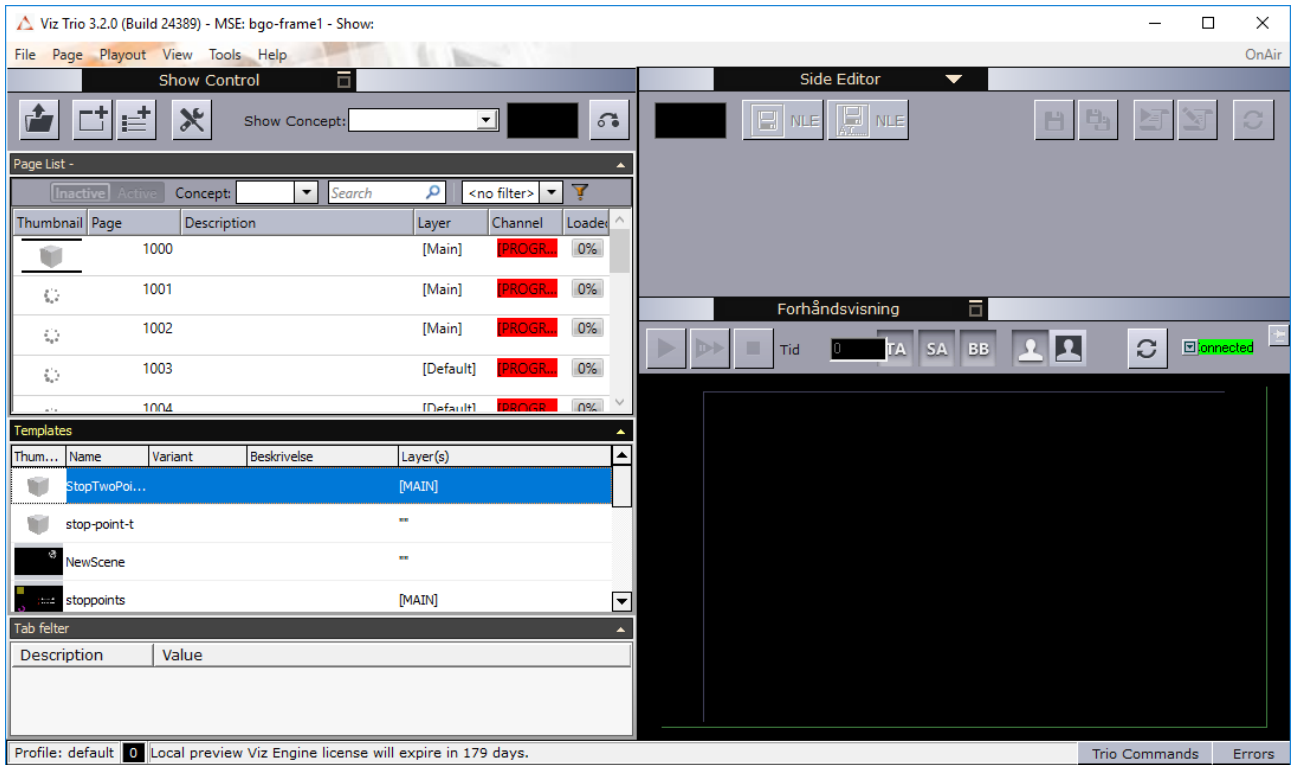 Viz Trio 3.2.0 (Build 24389) - MSE: bgo-frame1 - Show:
File Page Playout View Tools Help OnAir
Show Control
Show Concept:
Page List -
Inactive Active Concept: Search <no filter>
Thumbnail Page Description Layer Channel Loaded
1000 [Main] [PROGR... 0%
1001 [Main] [PROGR... 0%
1002 [Main] [PROGR... 0%
1003 [Default] [PROGR... 0%
1004 [Default] [PROGR... 0%
Templates
Thum... Name Variant Beskrivelse Layer(s)
StopTwoPoi... [MAIN]
stop-point-t ""
NewScene ""
stoppoints [MAIN]
Tab felter
Description Value
Side Editor
NLE NLE
Forhåndsvisning
Tid 0 TA SA BB Connected
Profile: default 0 Local preview Viz Engine license will expire in 179 days. Trio Commands Errors